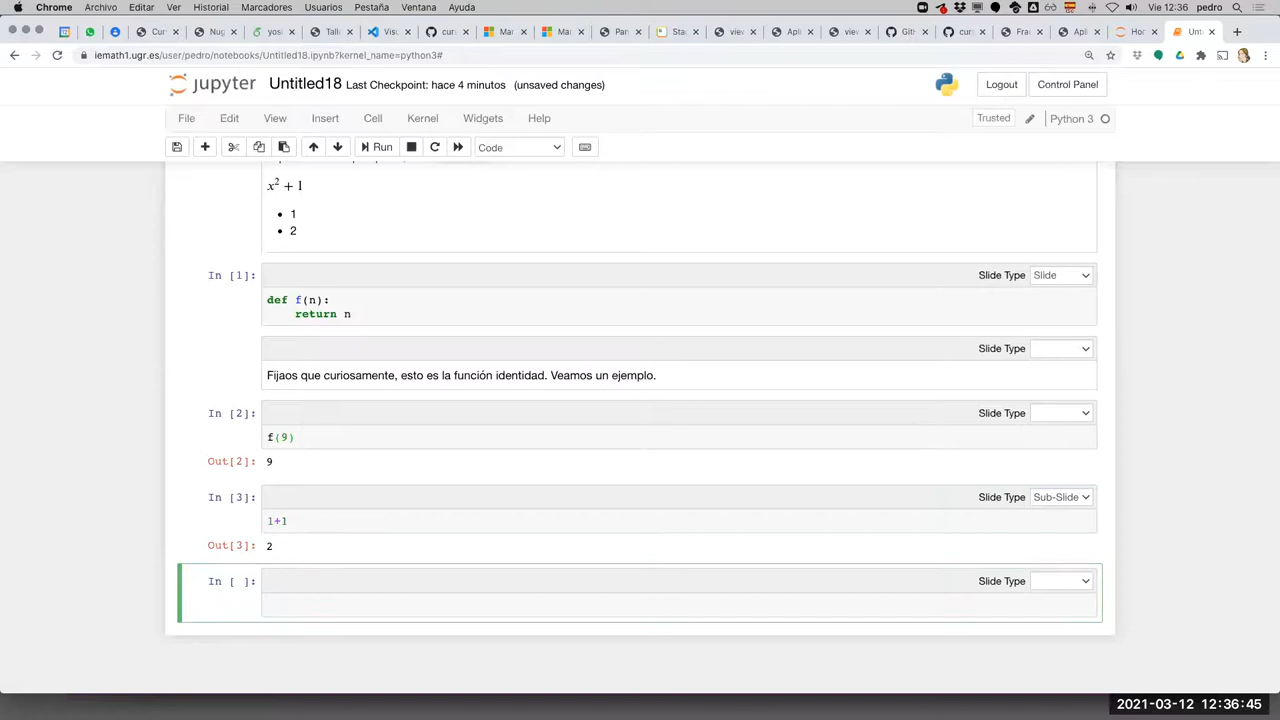 Chrome Archivo Editar Ver Historial Marcadores Usuarios Pestaña Ventana Ayuda Vie 12:36 pedro
iemath1.ugr.es/user/pedro/notebooks/Untitled18.ipynb?kernel_name=python3#
jupyter Untitled18 Last Checkpoint: hace 4 minutos (unsaved changes) Logout Control Panel
File Edit View Insert Cell Kernel Widgets Help Trusted Python 3
Run Code
x² + 1
• 1
• 2
In [1]: Slide Type Slide
def f(n):
return n
Slide Type
Fijaos que curiosamente, esto es la función identidad. Veamos un ejemplo.
In [2]: Slide Type
f(9)
Out[2]: 9
In [3]: Slide Type Sub-Slide
1+1
Out[3]: 2
In [ ]: Slide Type
2021-03-12 12:36:45